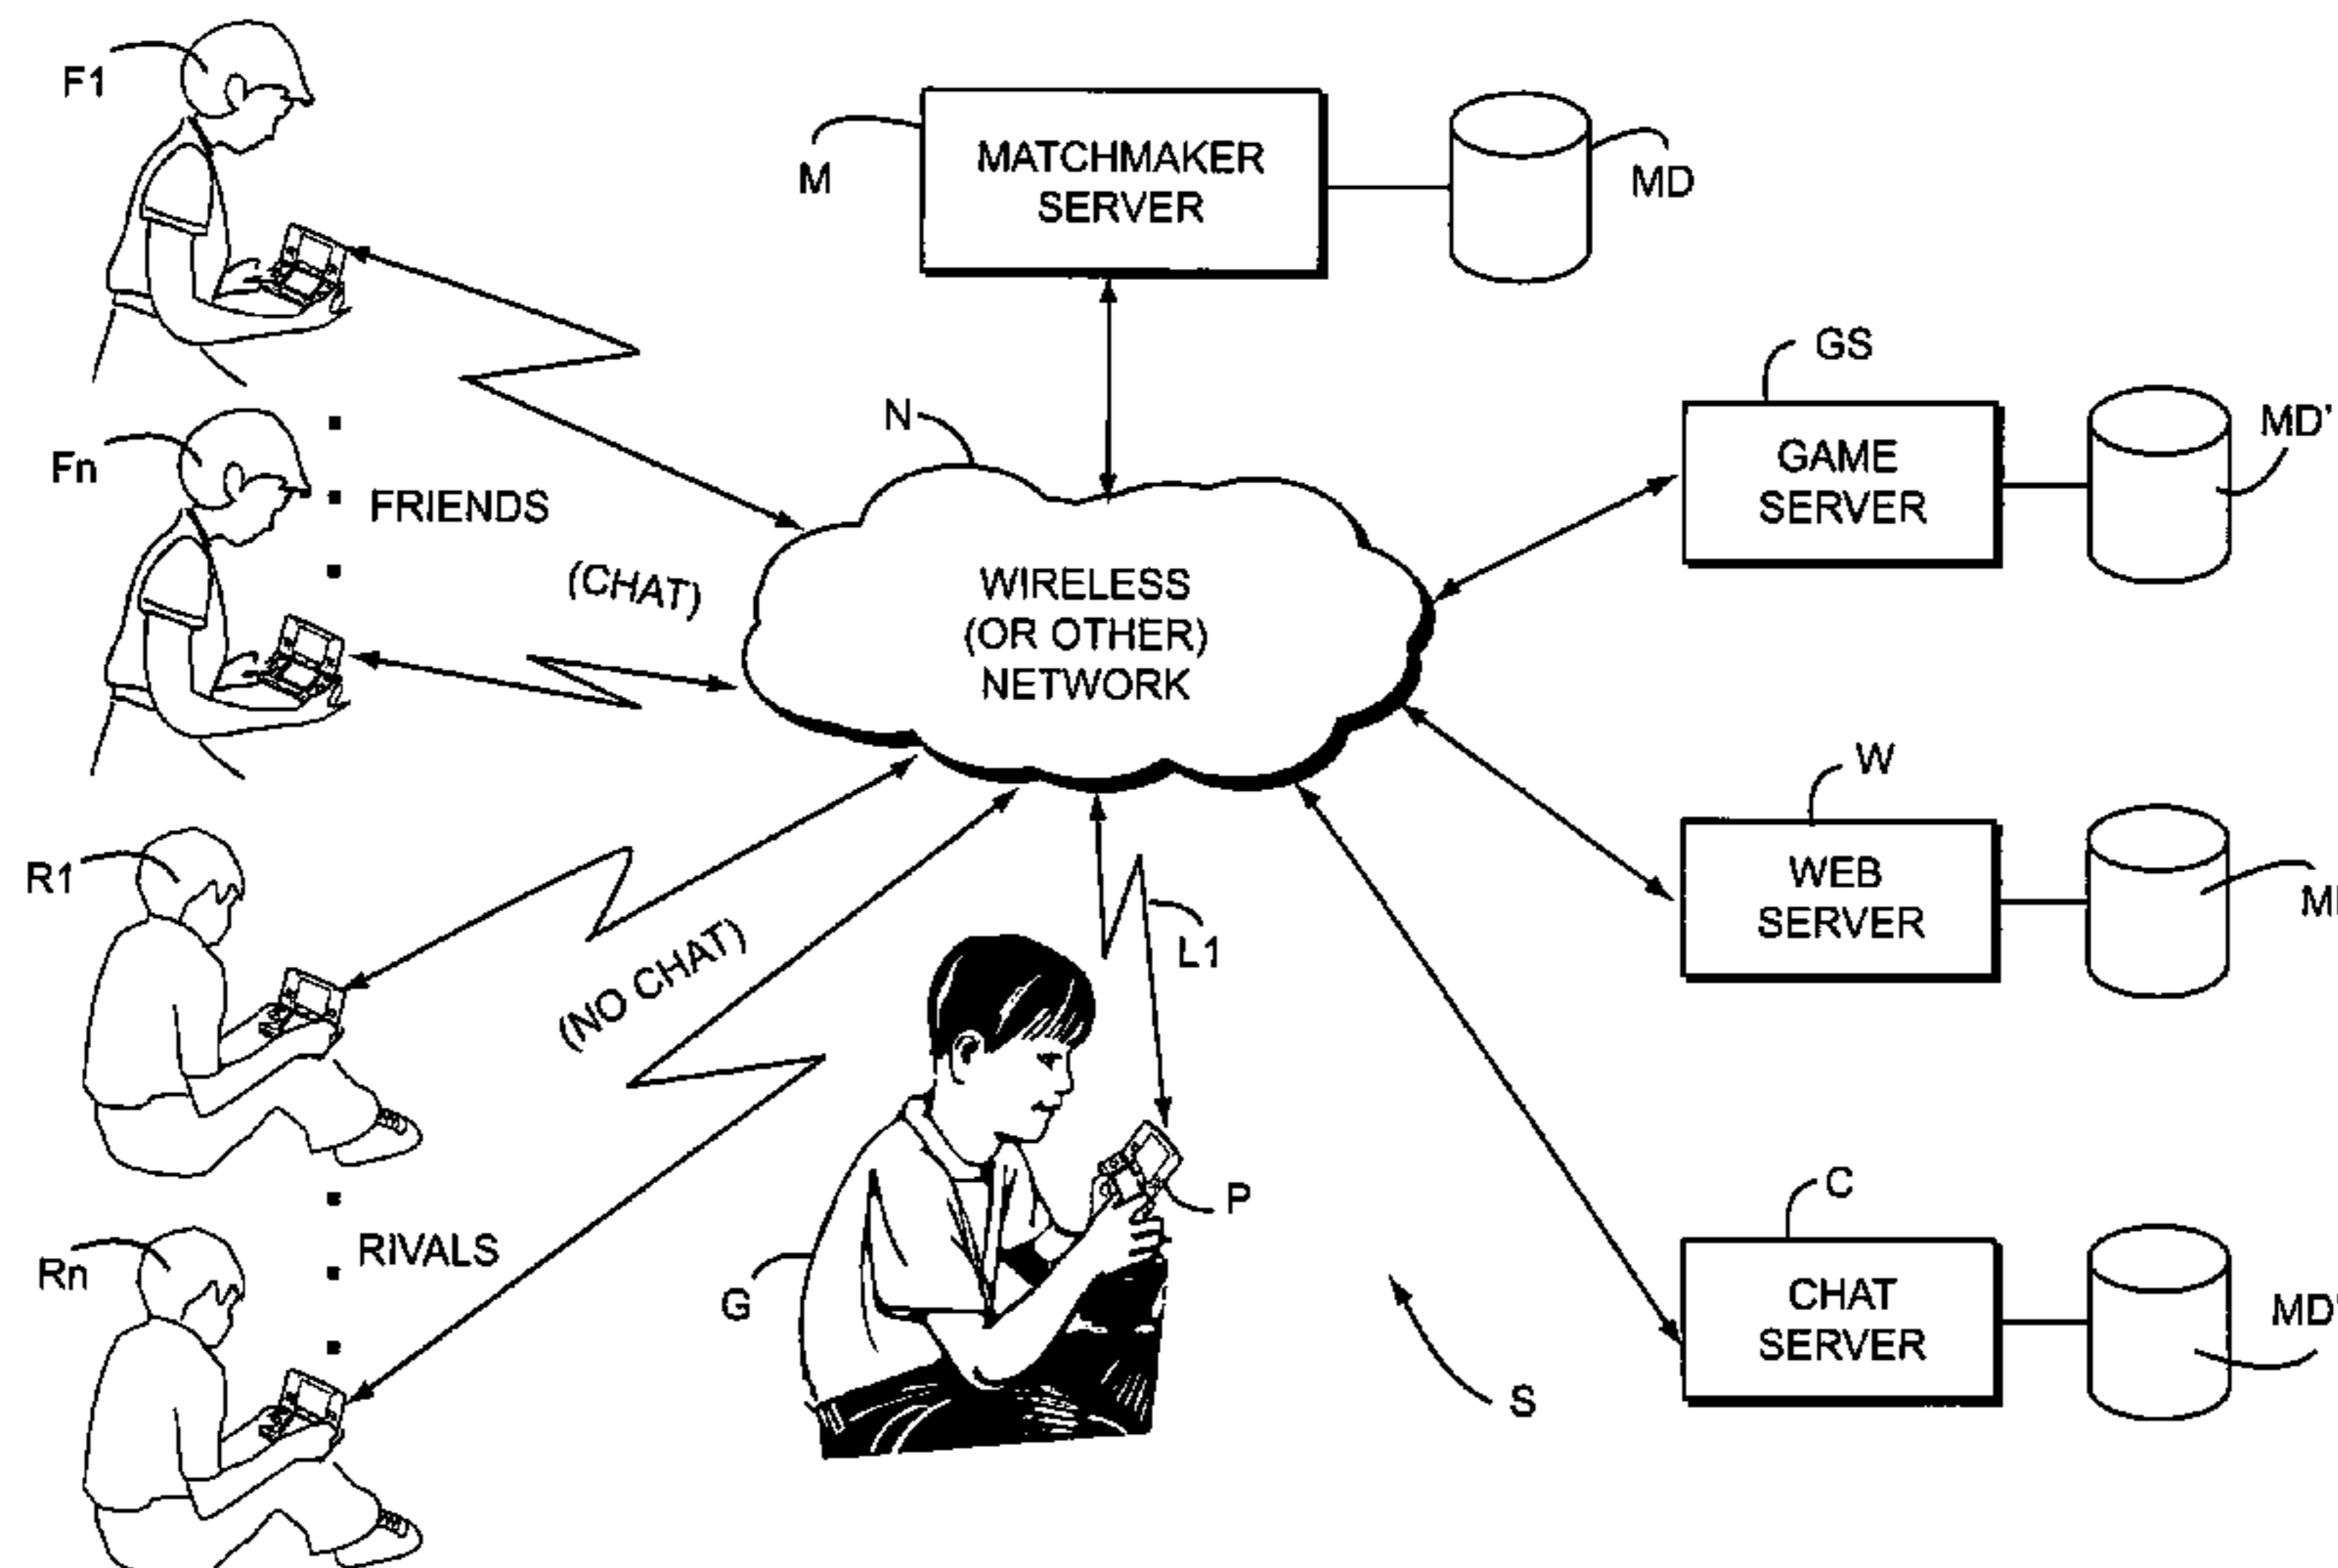 F1
M
MATCHMAKER
SERVER
MD
GS
GAME
SERVER
MD'
N
Fn
FRIENDS
(CHAT)
WIRELESS
(OR OTHER)
NETWORK
W
WEB
SERVER
R1
(NO CHAT)
L1
P
G
C
CHAT
SERVER
MD'
Rn
RIVALS
S